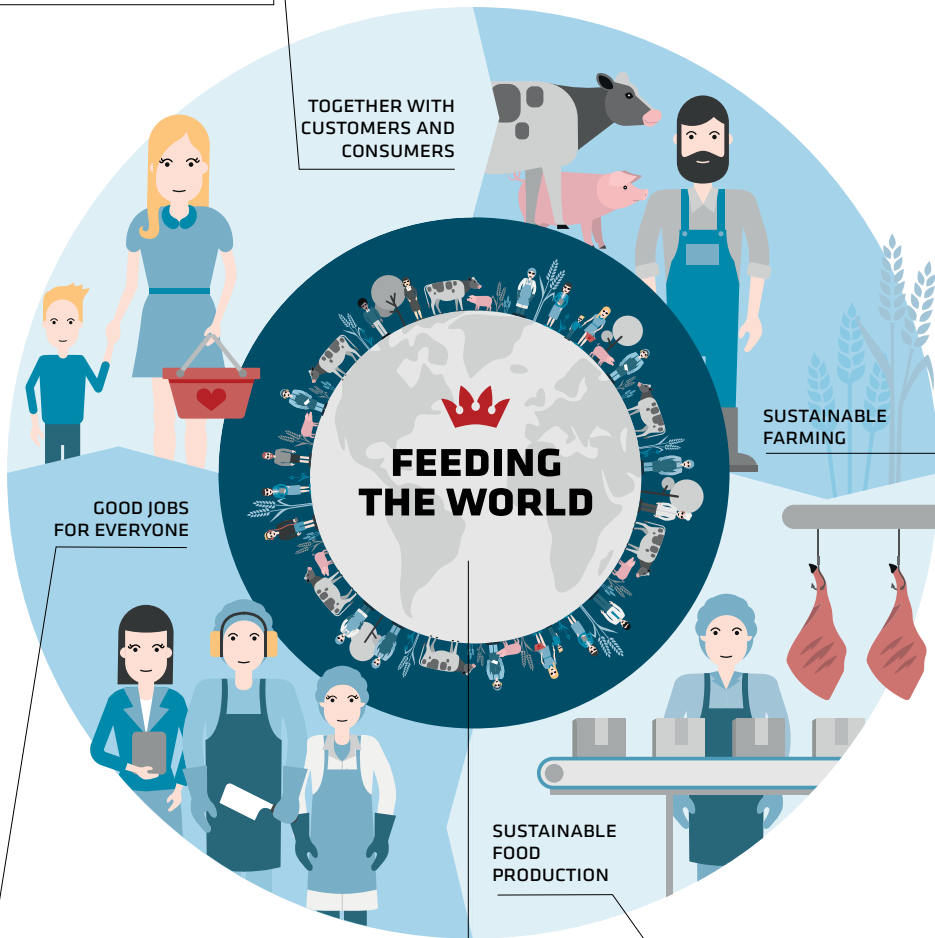 TOGETHER WITH
CUSTOMERS AND
CONSUMERS
SUSTAINABLE
FARMING
FEEDING
THE WORLD
GOOD JOBS
FOR EVERYONE
SUSTAINABLE
FOOD
PRODUCTION